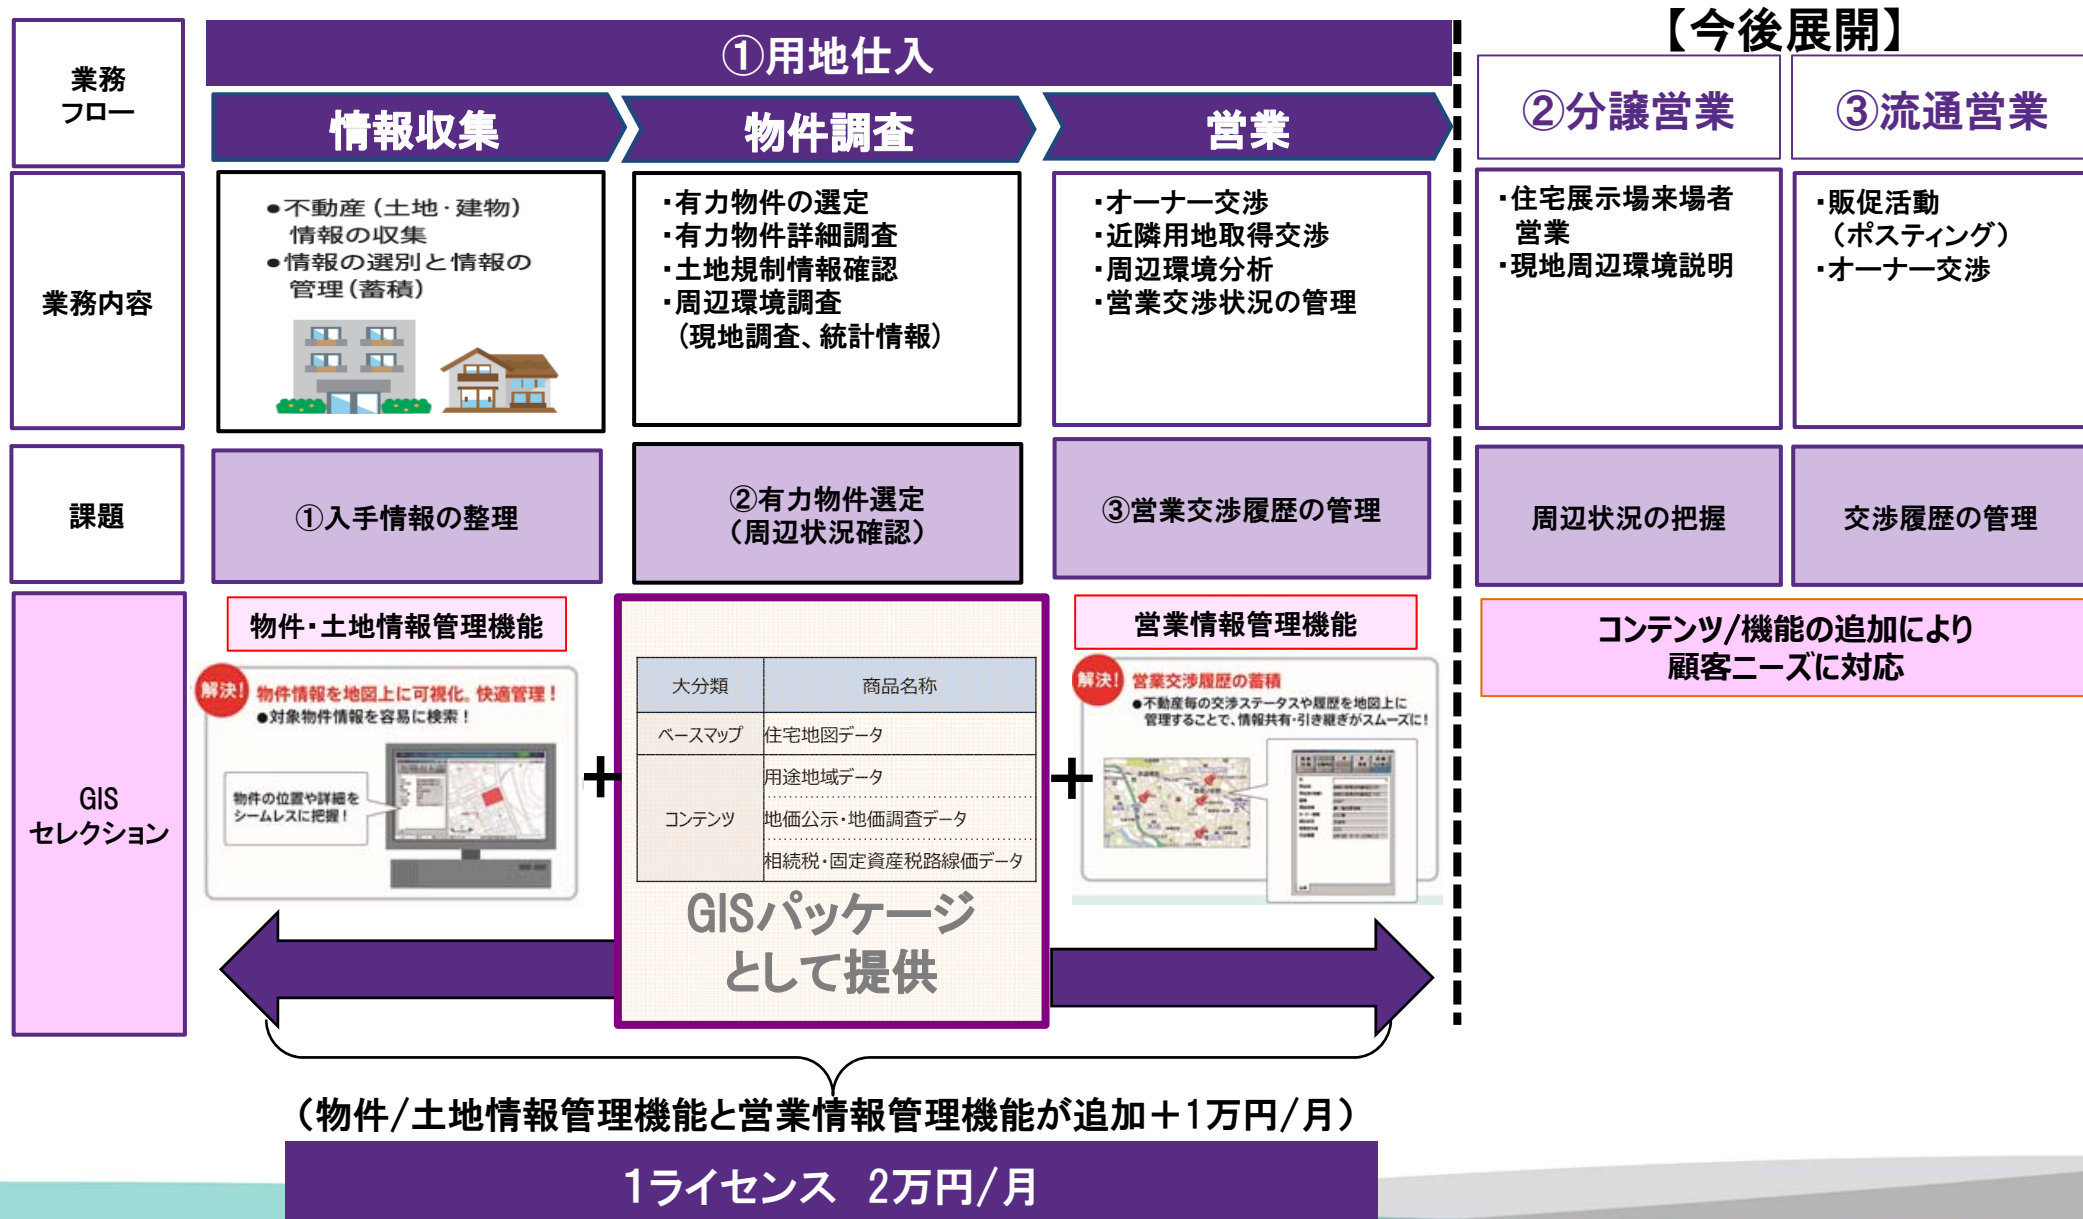 【今後展開】
業務
フロー
①用地仕入
②分譲営業
③流通営業
情報収集
物件調査
営業
業務内容
●不動産(土地・建物)
情報の収集
●情報の選別と情報の
管理(蓄積)
・有力物件の選定
・有力物件詳細調査
・土地規制情報確認
・周辺環境調査
(現地調査、統計情報)
・オーナー交渉
・近隣用地取得交渉
・周辺環境分析
・営業交渉状況の管理
・住宅展示場来場者
営業
・現地周辺環境説明
・販促活動
(ポスティング)
・オーナー交渉
課題
①入手情報の整理
②有力物件選定
(周辺状況確認)
③営業交渉履歴の管理
周辺状況の把握
交渉履歴の管理
GIS
セレクション
物件・土地情報管理機能
解決!
物件情報を地図上に可視化。快適管理!
●対象物件情報を容易に検索!
物件の位置や詳細を
シームレスに把握!
+
大分類 商品名称
ベースマップ 住宅地図データ
コンテンツ
用途地域データ
地価公示・地価調査データ
相続税・固定資産税路線価データ
GISパッケージ
として提供
+
営業情報管理機能
解決!
営業交渉履歴の蓄積
●不動産毎の交渉ステータスや履歴を地図上に
管理することで、情報共有・引き継ぎがスムーズに!
コンテンツ/機能の追加により
顧客ニーズに対応
(物件/土地情報管理機能と営業情報管理機能が追加+1万円/月)
1ライセンス 2万円/月